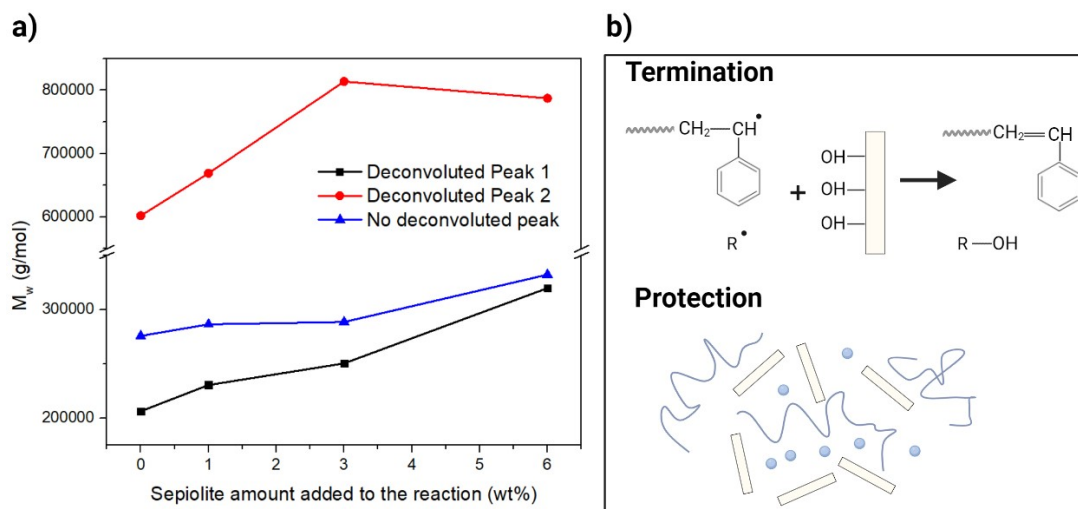 a)
800000
700000
600000
300000
200000
M_w (g/mol)
Deconvoluted Peak 1
Deconvoluted Peak 2
No deconvoluted peak
0 1 2 3 4 5 6
Sepiolite amount added to the reaction (wt%)
b)
Termination
CH₂—CH•
OH
OH
OH
+
R•
CH₂=CH
R—OH
Protection